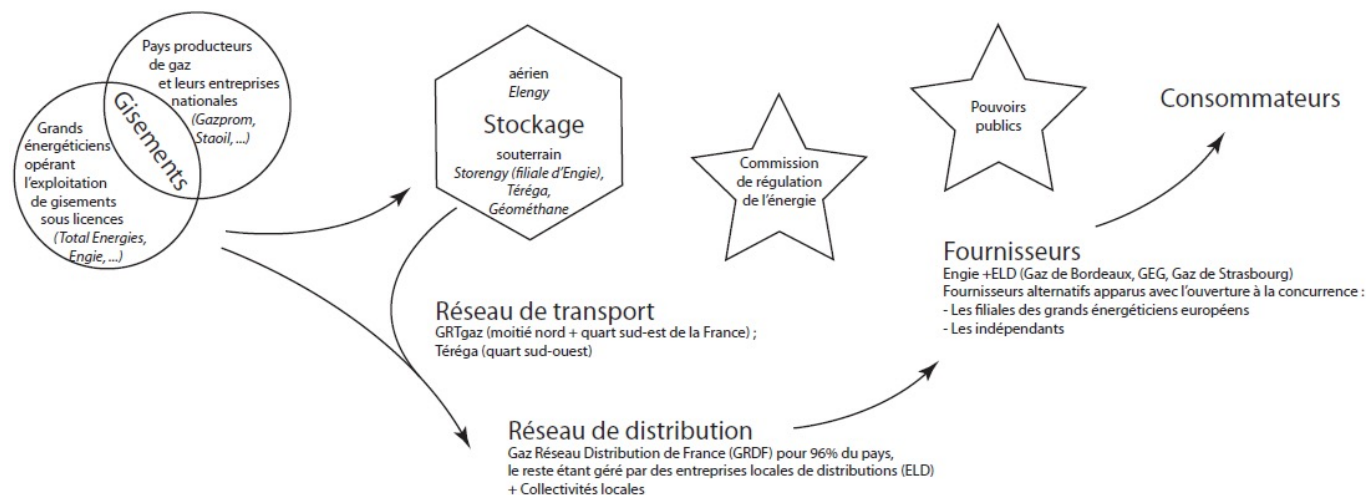 Pays producteurs
de gaz
et leurs entreprises
nationales
(Gazprom,
Staoil, ...)
Gisements
Grands
énergéticiens
opérant
l'exploitation
de gisements
sous licences
(Total Energies,
Engie, ...)
aérien
Elengy
Stockage
souterrain
Storengy (filiale d'Engie),
Téréga,
Géométhane
Commission
de régulation
de l'énergie
Pouvoirs
publics
Consommateurs
Réseau de transport
GRTgaz (moitié nord + quart sud-est de la France) ;
Téréga (quart sud-ouest)
Fournisseurs
Engie +ELD (Gaz de Bordeaux, GEG, Gaz de Strasbourg)
Fournisseurs alternatifs apparus avec l'ouverture à la concurrence :
- Les filiales des grands énergéticiens européens
- Les indépendants
Réseau de distribution
Gaz Réseau Distribution de France (GRDF) pour 96% du pays,
le reste étant géré par des entreprises locales de distributions (ELD)
+ Collectivités locales